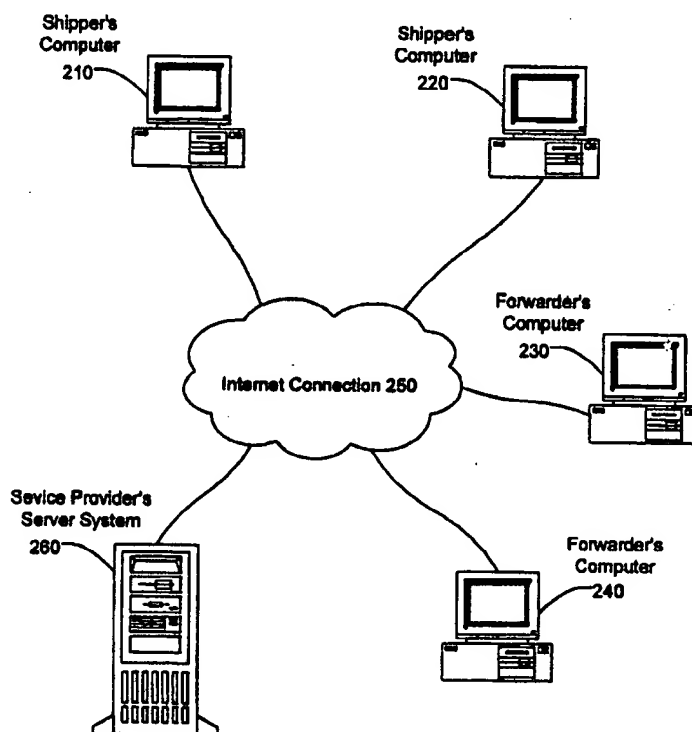 Shipper's
Computer
210
Shipper's
Computer
220
Forwarder's
Computer
230
Internet Connection 250
Sevice Provider's
Server System
260
Forwarder's
Computer
240